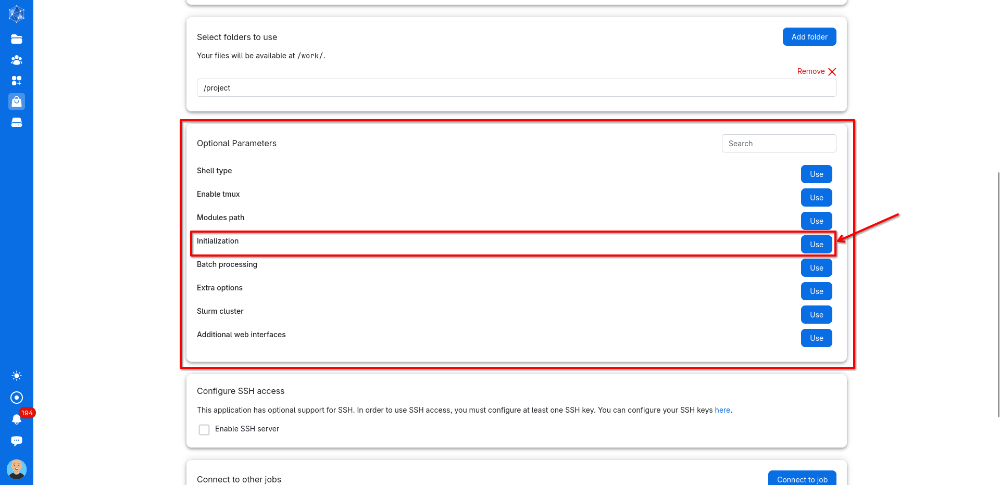 Select folders to use
Add folder
Your files will be available at /work/.
Remove
/project
Optional Parameters
Search
Shell type
Use
Enable tmux
Use
Modules path
Use
Initialization
Use
Batch processing
Use
Extra options
Use
Slurm cluster
Use
Additional web interfaces
Use
Configure SSH access
This application has optional support for SSH. In order to use SSH access, you must configure at least one SSH key. You can configure your SSH keys here.
Enable SSH server
194
Connect to other jobs
Connect to job